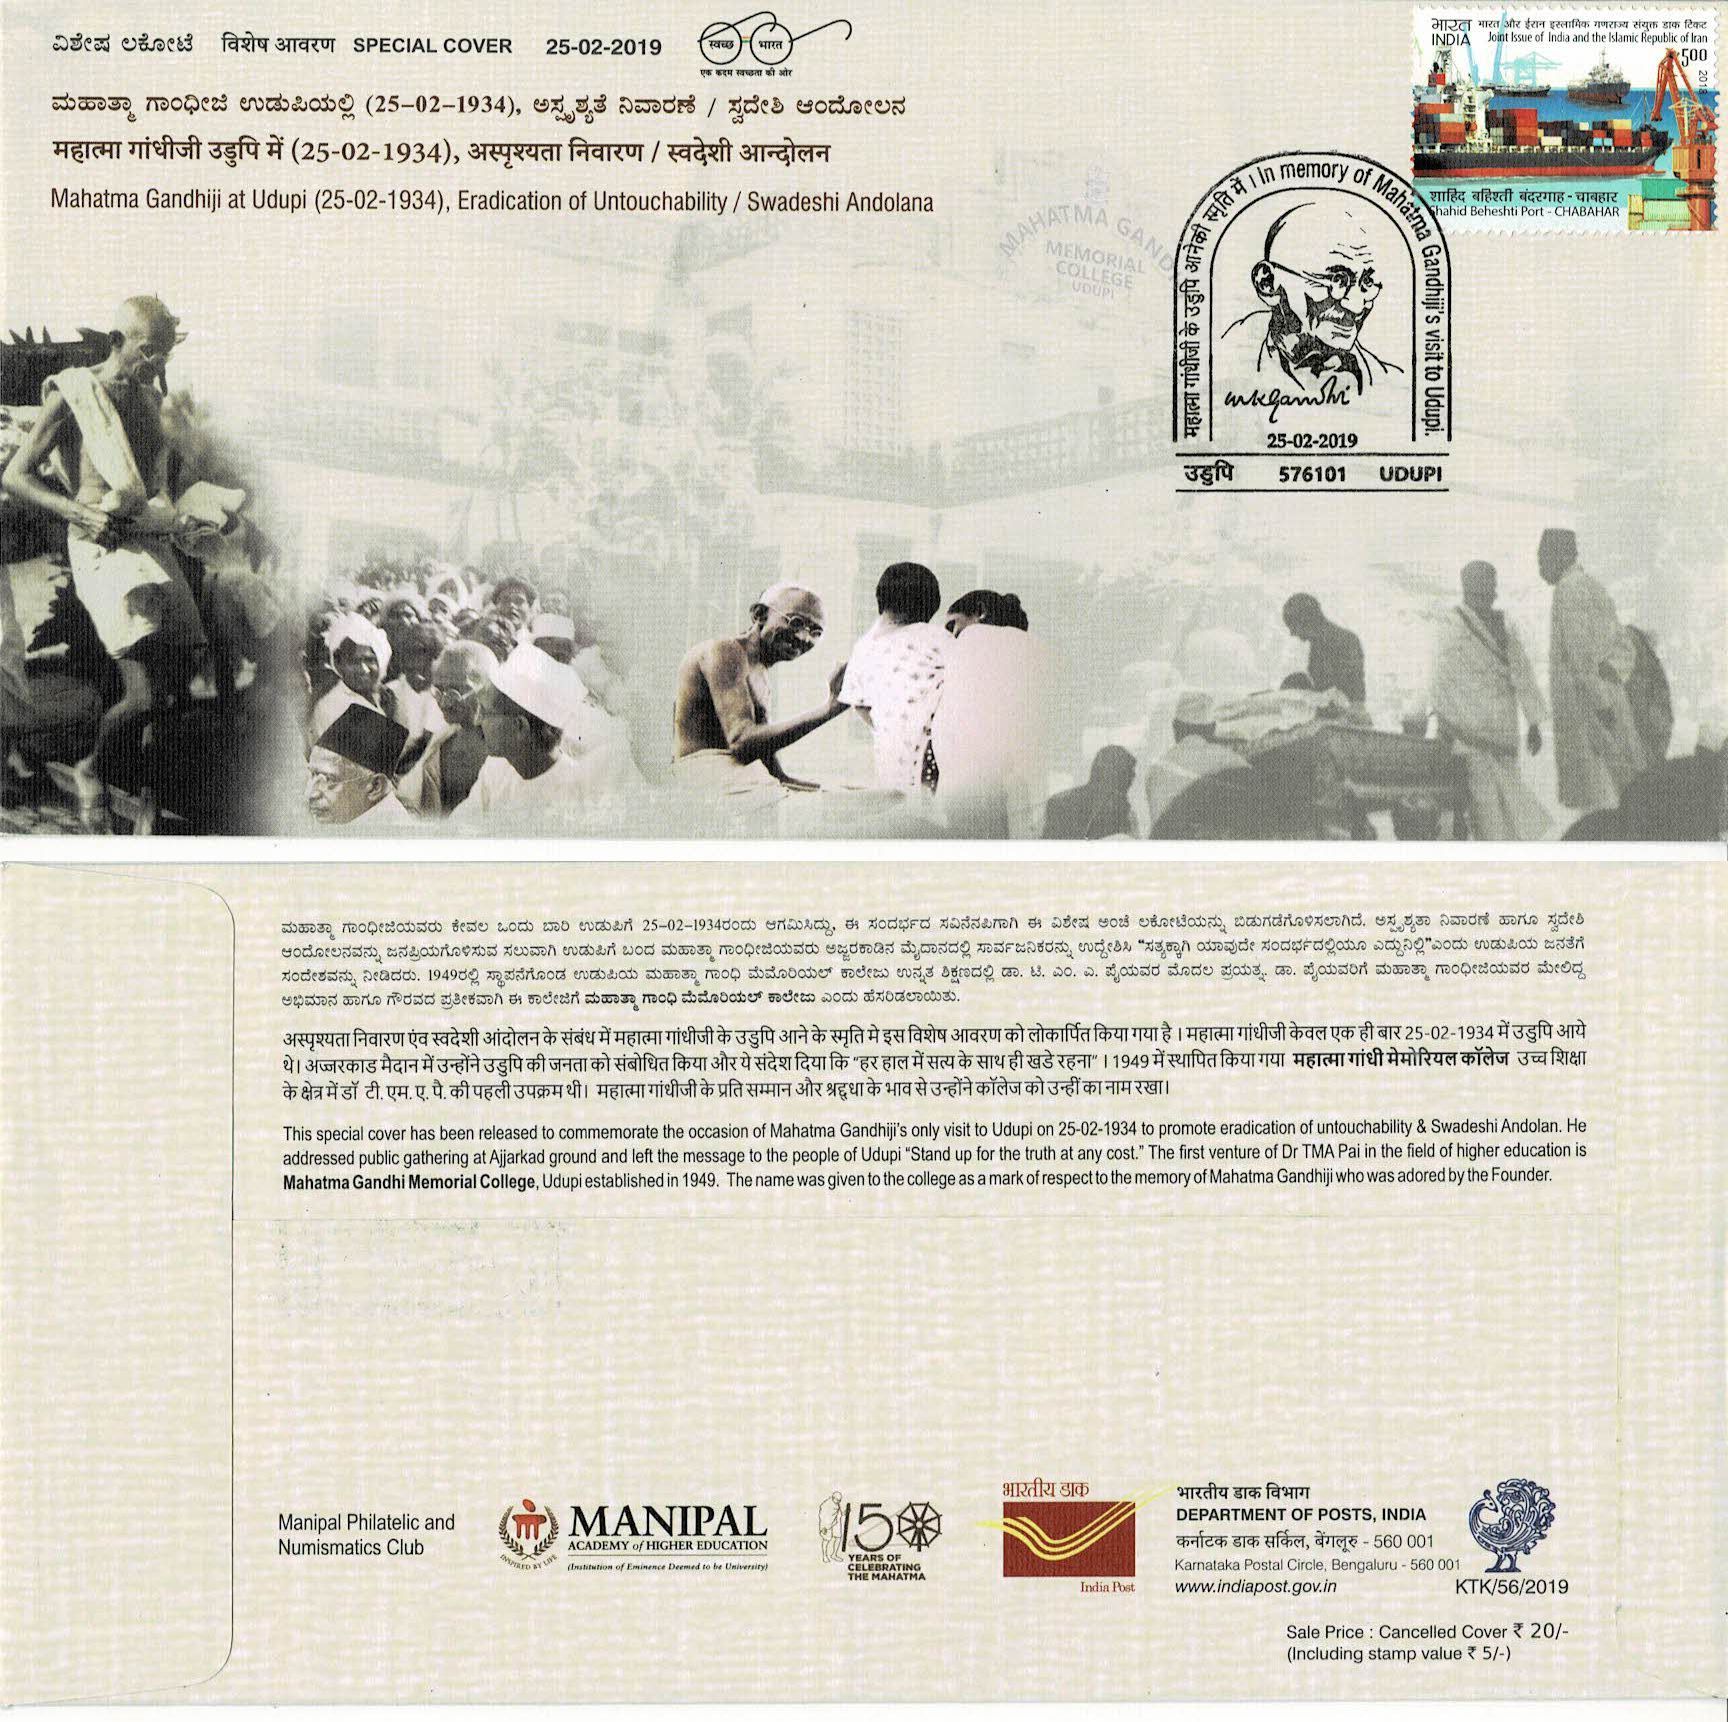 ವಿಶೇಷ ಲಕೋಟೆ विशेष आवरण SPECIAL COVER 25-02-2019
स्वच्छ भारत
एक कदम स्वच्छता की ओर
ಮಹಾತ್ಮಾ ಗಾಂಧೀಜಿ ಉಡುಪಿಯಲ್ಲಿ (25-02-1934), ಅಸ್ಪೃಶ್ಯತೆ ನಿವಾರಣೆ / ಸ್ವದೇಶಿ ಆಂದೋಲನ
महात्मा गांधीजी उडुपि में (25-02-1934), अस्पृश्यता निवारण / स्वदेशी आन्दोलन
Mahatma Gandhiji at Udupi (25-02-1934), Eradication of Untouchability / Swadeshi Andolana
भारत
INDIA
भारत और ईरान इस्लामिक गणराज्य संयुक्त डाक टिकट
Joint Issue of India and the Islamic Republic of Iran
500
2018
शाहिद बहिश्ती बंदरगाह - चाबहार
Shahid Beheshti Port - CHABAHAR
MAHATMA GANDHI
MEMORIAL
COLLEGE
UDUPI
महात्मा गांधीजी के उडुपि आनेकी स्मृति में । In memory of Mahatma Gandhiji's visit to Udupi.
mkGandhi
25-02-2019
उडुपि 576101 UDUPI
ಮಹಾತ್ಮಾ ಗಾಂಧೀಜಿಯವರು ಕೇವಲ ಒಂದು ಬಾರಿ ಉಡುಪಿಗೆ 25-02-1934ರಂದು ಆಗಮಿಸಿದ್ದು, ಈ ಸಂದರ್ಭದ ಸವಿನೆನಪಿಗಾಗಿ ಈ ವಿಶೇಷ ಅಂಚೆ ಲಕೋಟೆಯನ್ನು ಬಿಡುಗಡೆಗೊಳಿಸಲಾಗಿದೆ. ಅಸ್ಪೃಶ್ಯತಾ ನಿವಾರಣೆ ಹಾಗೂ ಸ್ವದೇಶಿ
ಆಂದೋಲನವನ್ನು ಜನಪ್ರಿಯಗೊಳಿಸುವ ಸಲುವಾಗಿ ಉಡುಪಿಗೆ ಬಂದ ಮಹಾತ್ಮಾ ಗಾಂಧೀಜಿಯವರು ಅಜ್ಜರಕಾಡಿನ ಮೈದಾನದಲ್ಲಿ ಸಾರ್ವಜನಿಕರನ್ನು ಉದ್ದೇಶಿಸಿ "ಸತ್ಯಕ್ಕಾಗಿ ಯಾವುದೇ ಸಂದರ್ಭದಲ್ಲಿಯೂ ಎದ್ದುನಿಲ್ಲಿ"ಎಂದು ಉಡುಪಿಯ ಜನತೆಗೆ
ಸಂದೇಶವನ್ನು ನೀಡಿದರು. 1949ರಲ್ಲಿ ಸ್ಥಾಪನೆಗೊಂಡ ಉಡುಪಿಯ ಮಹಾತ್ಮಾ ಗಾಂಧಿ ಮೆಮೊರಿಯಲ್ ಕಾಲೇಜು ಉನ್ನತ ಶಿಕ್ಷಣದಲ್ಲಿ ಡಾ. ಟಿ. ಎಂ. ಎ. ಪೈಯವರ ಮೊದಲ ಪ್ರಯತ್ನ. ಡಾ. ಪೈಯವರಿಗೆ ಮಹಾತ್ಮಾ ಗಾಂಧೀಜಿಯವರ ಮೇಲಿದ್ದ
ಅಭಿಮಾನ ಹಾಗೂ ಗೌರವದ ಪ್ರತೀಕವಾಗಿ ಈ ಕಾಲೇಜಿಗೆ ಮಹಾತ್ಮಾ ಗಾಂಧಿ ಮೆಮೊರಿಯಲ್ ಕಾಲೇಜು ಎಂದು ಹೆಸರಿಡಲಾಯಿತು.
अस्पृश्यता निवारण एंव स्वदेशी आंदोलन के संबंध में महात्मा गांधीजी के उडुपि आने के स्मृति मे इस विशेष आवरण को लोकार्पित किया गया है । महात्मा गांधीजी केवल एक ही बार 25-02-1934 में उडुपि आये
थे। अज्जरकाड मैदान में उन्होंने उडुपि की जनता को संबोधित किया और ये संदेश दिया कि "हर हाल में सत्य के साथ ही खडे रहना" । 1949 में स्थापित किया गया महात्मा गांधी मेमोरियल कॉलेज उच्च शिक्षा
के क्षेत्र में डॉ टी. एम. ए. पै. की पहली उपक्रम थी। महात्मा गांधीजी के प्रति सम्मान और श्रद्धधा के भाव से उन्होंने कॉलेज को उन्हीं का नाम रखा।
This special cover has been released to commemorate the occasion of Mahatma Gandhiji's only visit to Udupi on 25-02-1934 to promote eradication of untouchability & Swadeshi Andolan. He
addressed public gathering at Ajjarkad ground and left the message to the people of Udupi "Stand up for the truth at any cost." The first venture of Dr TMA Pai in the field of higher education is
Mahatma Gandhi Memorial College, Udupi established in 1949. The name was given to the college as a mark of respect to the memory of Mahatma Gandhiji who was adored by the Founder.
Manipal Philatelic and
Numismatics Club
INSPIRED BY LIFE
MANIPAL
ACADEMY of HIGHER EDUCATION
(Institution of Eminence Deemed to be University)
150
YEARS OF
CELEBRATING
THE MAHATMA
भारतीय डाक
India Post
भारतीय डाक विभाग
DEPARTMENT OF POSTS, INDIA
कर्नाटक डाक सर्किल, बेंगलूरु - 560 001
Karnataka Postal Circle, Bengaluru - 560 001
www.indiapost.gov.in
KTK/56/2019
Sale Price : Cancelled Cover ₹ 20/-
(Including stamp value ₹ 5/-)